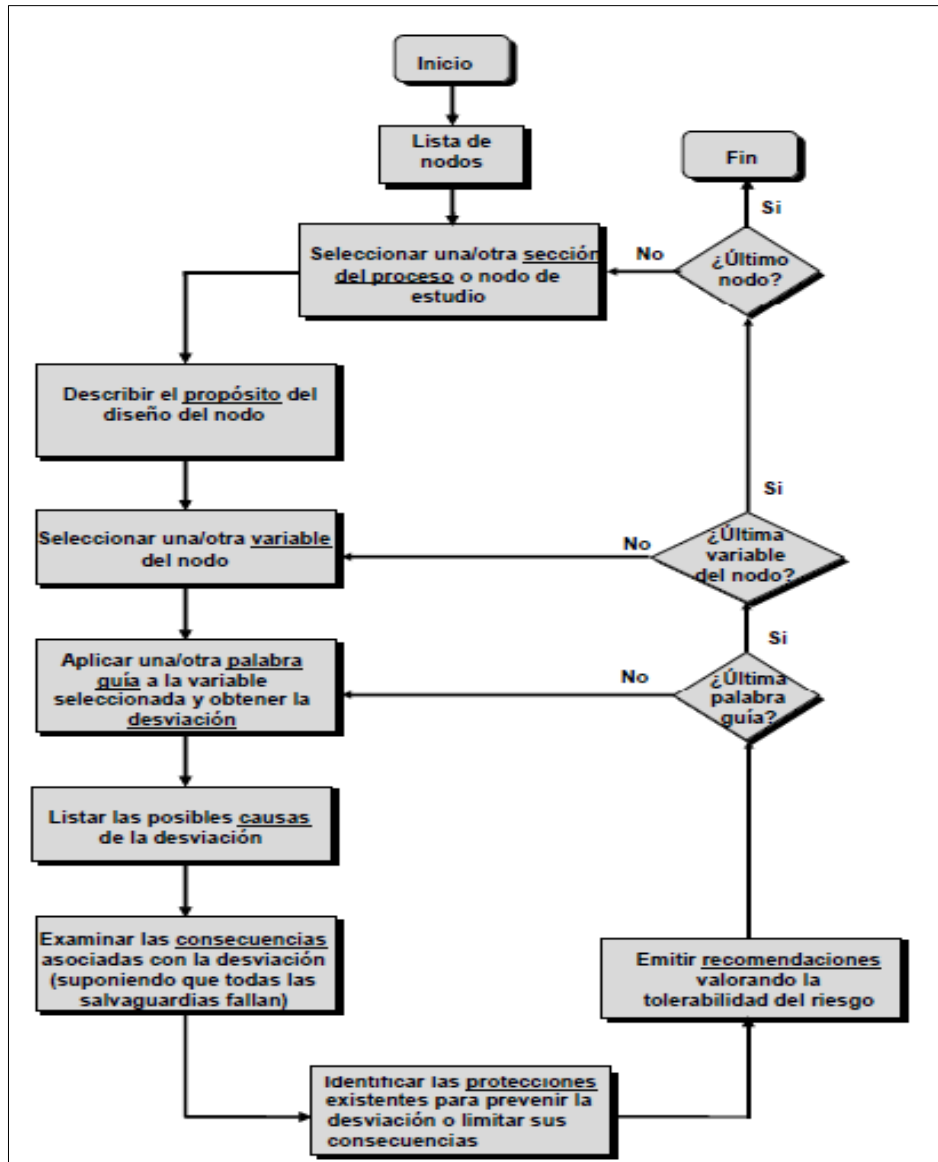 Inicio
Lista de
nodos
Seleccionar una/otra sección
del proceso o nodo de
estudio
Describir el propósito del
diseño del nodo
Seleccionar una/otra variable
del nodo
Aplicar una/otra palabra
guía a la variable
seleccionada y obtener la
desviación
Listar las posibles causas
de la desviación
Examinar las consecuencias
asociadas con la desviación
(suponiendo que todas las
salvaguardias fallan)
Identificar las protecciones
existentes para prevenir la
desviación o limitar sus
consecuencias
Emitir recomendaciones
valorando la
tolerabilidad del riesgo
¿Última
palabra
guía?
No
Si
¿Última
variable
del nodo?
No
Si
¿Último
nodo?
No
Si
Fin